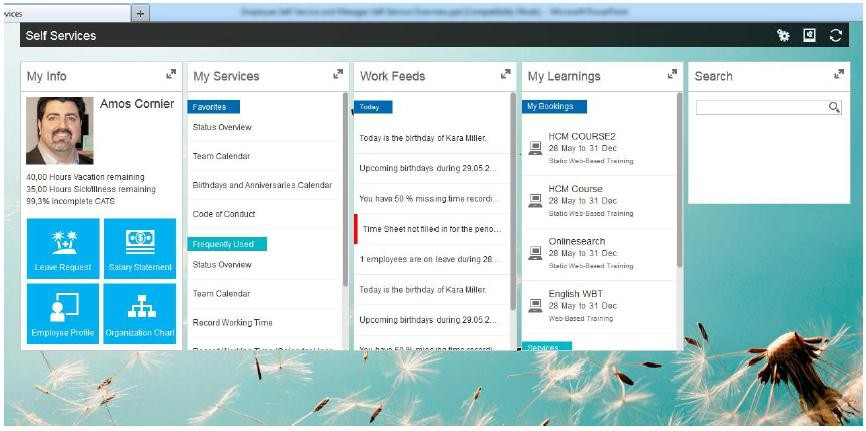 rvices
Employee Self Service and Manager Self Service Overview.ppt [Compatibility Mode] - Microsoft PowerPoint
Self Services
My Info
Amos Cornier
40,00 Hours Vacation remaining
35,00 Hours Sick/Illness remaining
99,3% incomplete CATS
Leave Request
Salary Statement
Employee Profile
Organization Chart
My Services
Favorites
Status Overview
Team Calendar
Birthdays and Anniversaries Calendar
Code of Conduct
Frequently Used
Status Overview
Team Calendar
Record Working Time
Work Feeds
Today
Today is the birthday of Kara Miller.
Upcoming birthdays during 29.05.2...
You have 50 % missing time recordi...
Time Sheet not filled in for the perio...
1 employees are on leave during 28...
Today is the birthday of Kara Miller.
Upcoming birthdays during 29.05.2...
You have 50 % missing time recordi...
My Learnings
My Bookings
HCM COURSE2
28 May to 31 Dec
Static Web-Based Training
HCM Course
28 May to 31 Dec
Static Web-Based Training
Onlinesearch
28 May to 31 Dec
Static Web-Based Training
English WBT
28 May to 31 Dec
Web-Based Training
Services
Search